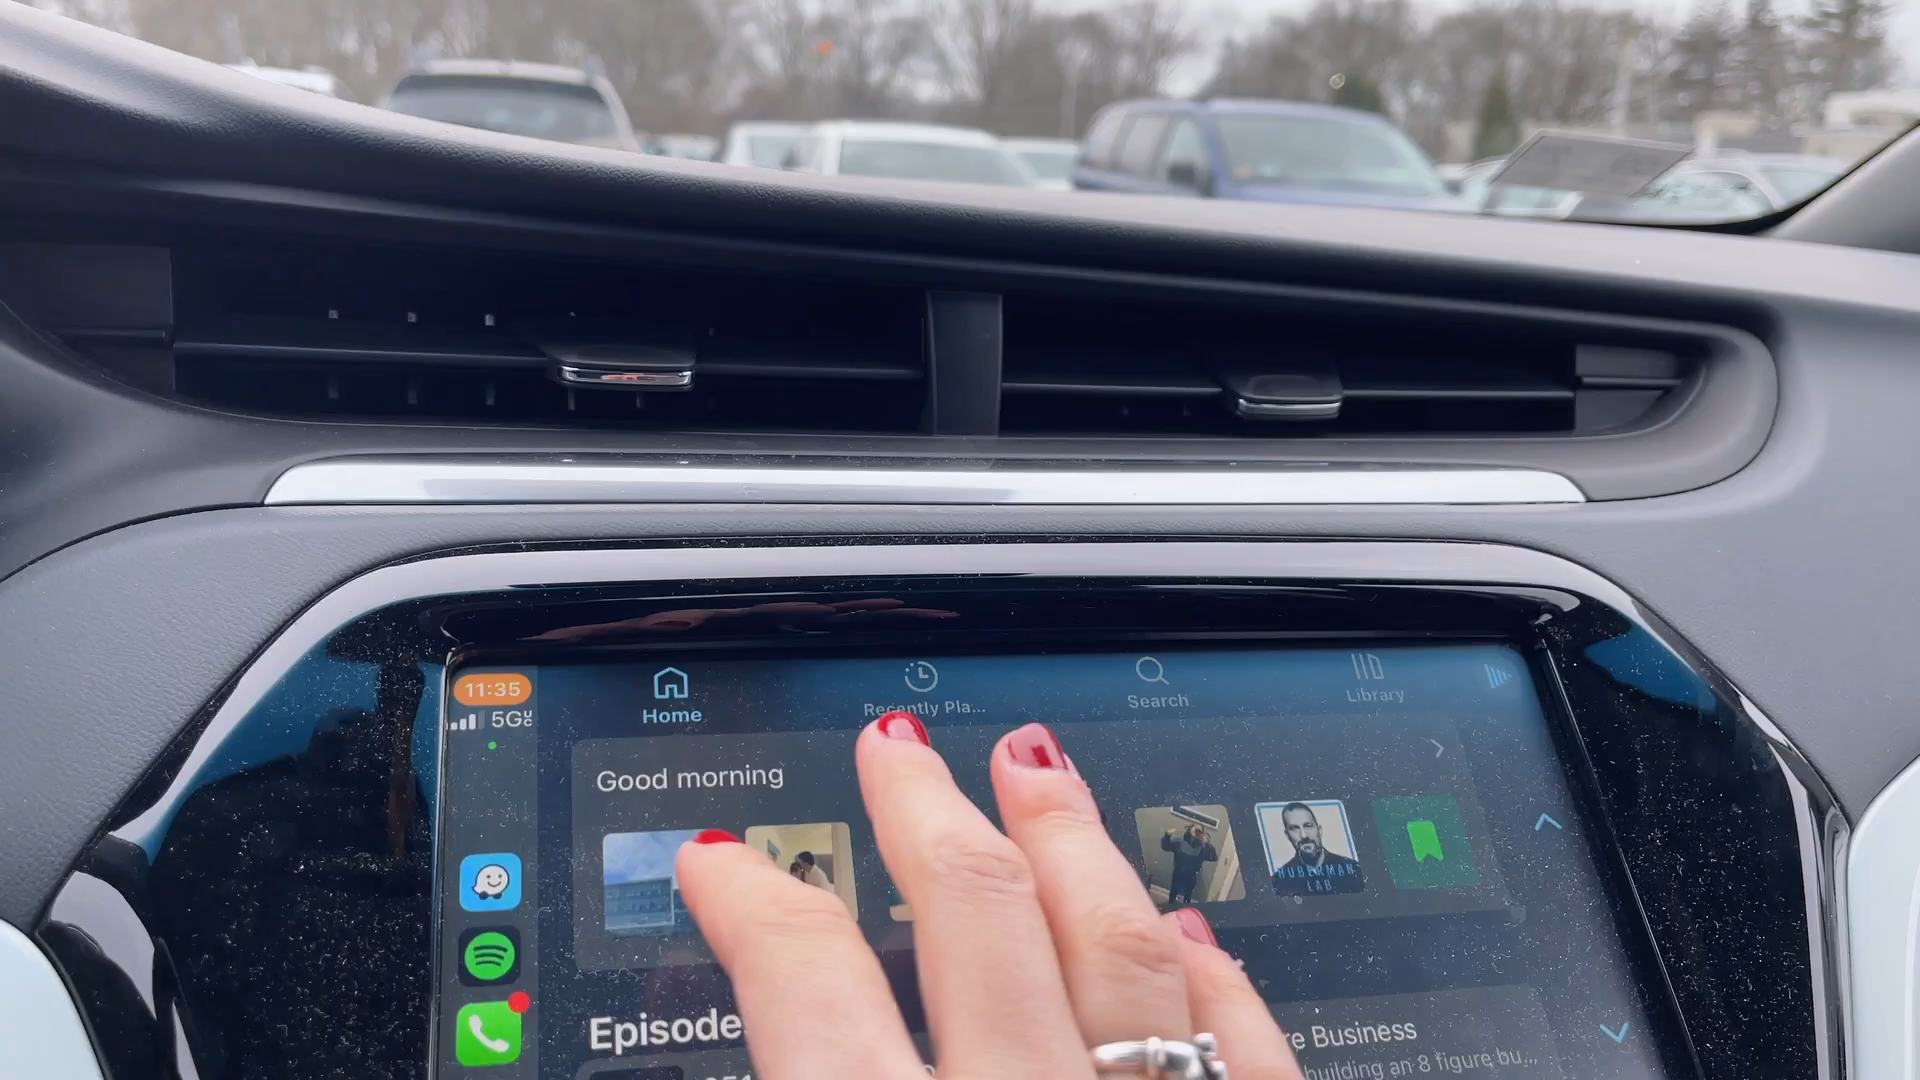 11:35
5G
Home
Recently Pla...
Search
Library
Good morning
HUBERMAN
LAB
Episode
re Business
building an 8 figure bu...